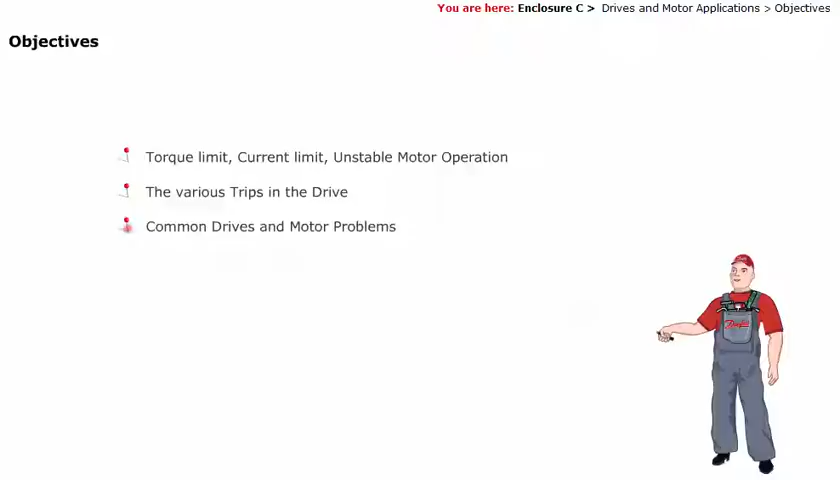 You are here: Enclosure C > Drives and Motor Applications > Objectives
Objectives
Torque limit, Current limit, Unstable Motor Operation
The various Trips in the Drive
Common Drives and Motor Problems
Danfoss